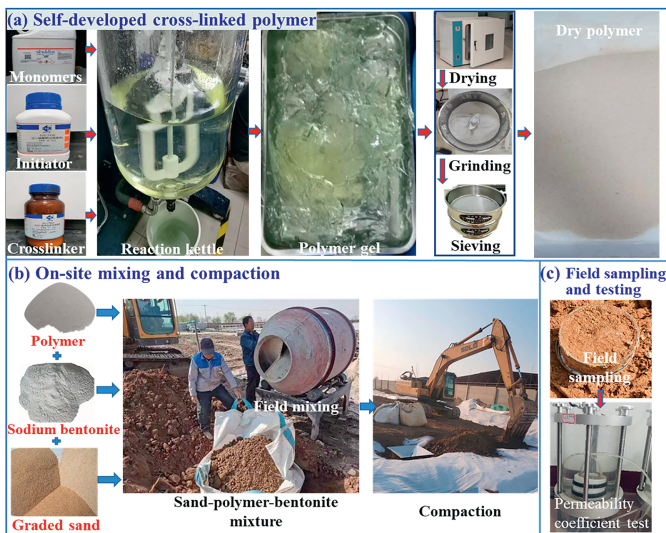 (a) Self-developed cross-linked polymer
Monomers
Initiator
Crosslinker
Reaction kettle
Polymer gel
Drying
Grinding
Sieving
Dry polymer
(b) On-site mixing and compaction
Polymer
+
Sodium bentonite
+
Graded sand
Field mixing
Sand-polymer-bentonite
mixture
Compaction
(c) Field sampling
and testing
Field
sampling
Permeability
coefficient test